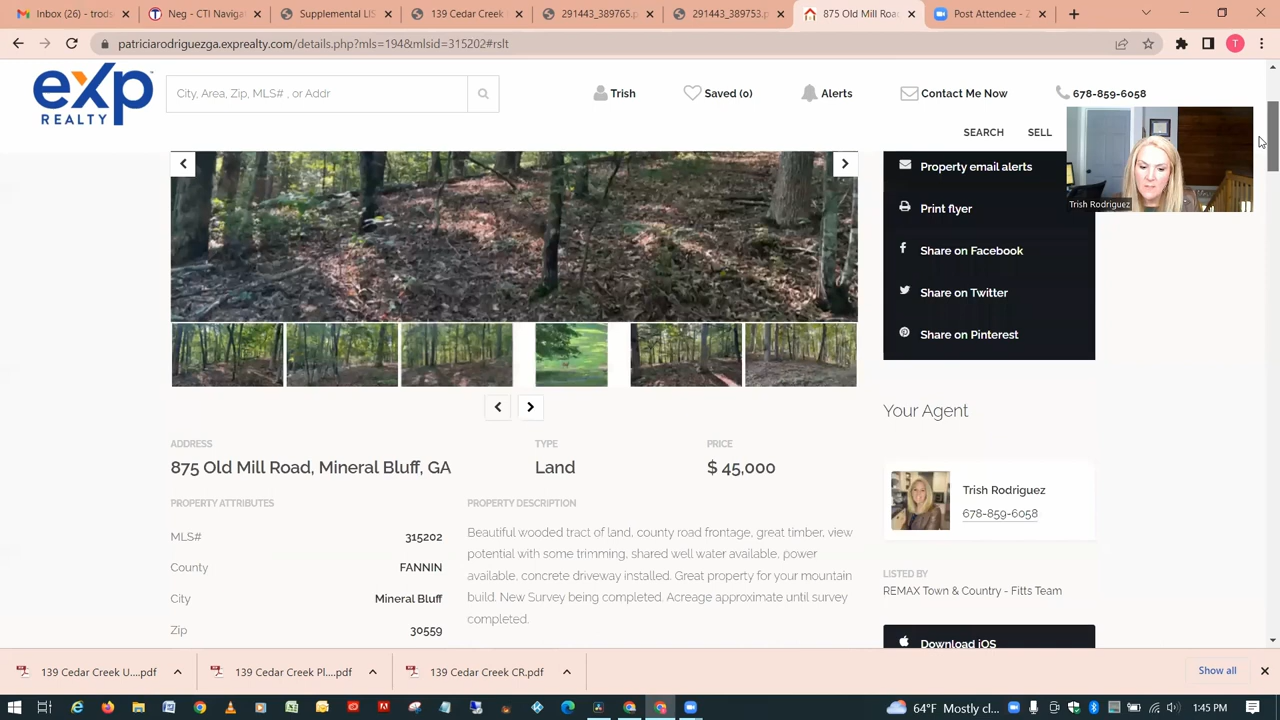 Inbox (26) - trods
Neg - CTI Navigat
Supplemental LIS
139 Cedar Creek
291443_389765.p
291443_389753.p
875 Old Mill Road
Post Attendee - Z
patriciarodriguezga.exprealty.com/details.php?mls=194&mlsid=315202#rslt
T
eXp
REALTY
City, Area, Zip, MLS# , or Addr
Trish
Saved (0)
Alerts
Contact Me Now
678-859-6058
SEARCH
SELL
Trish Rodriguez
Property email alerts
Print flyer
Share on Facebook
Share on Twitter
Share on Pinterest
Your Agent
Trish Rodriguez
678-859-6058
LISTED BY
REMAX Town & Country - Fitts Team
Download iOS
ADDRESS
TYPE
PRICE
875 Old Mill Road, Mineral Bluff, GA
Land
$ 45,000
PROPERTY ATTRIBUTES
MLS# 315202
County FANNIN
City Mineral Bluff
Zip 30559
PROPERTY DESCRIPTION
Beautiful wooded tract of land, county road frontage, great timber, view
potential with some trimming, shared well water available, power
available, concrete driveway installed. Great property for your mountain
build. New Survey being completed. Acreage approximate until survey
completed.
139 Cedar Creek U....pdf
139 Cedar Creek Pl....pdf
139 Cedar Creek CR.pdf
Show all
64°F Mostly cl...
1:45 PM